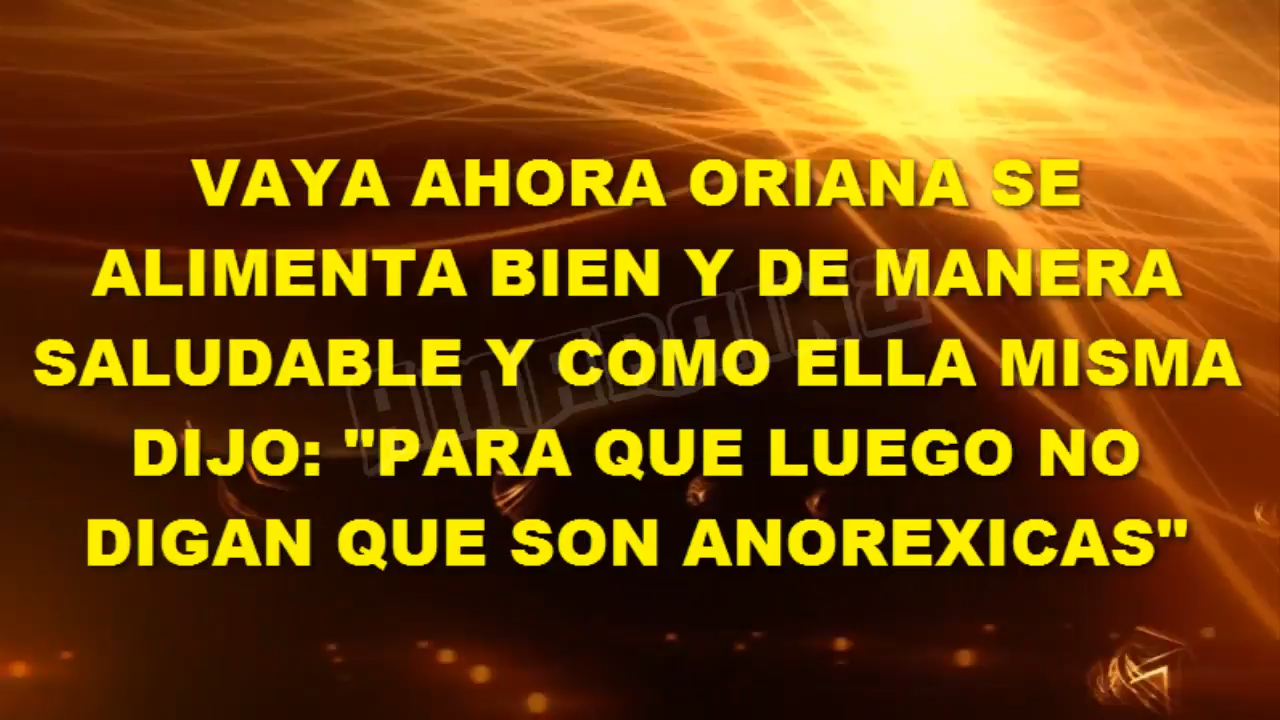 VAYA AHORA ORIANA SE
ALIMENTA BIEN Y DE MANERA
SALUDABLE Y COMO ELLA MISMA
DIJO: "PARA QUE LUEGO NO
DIGAN QUE SON ANOREXICAS"